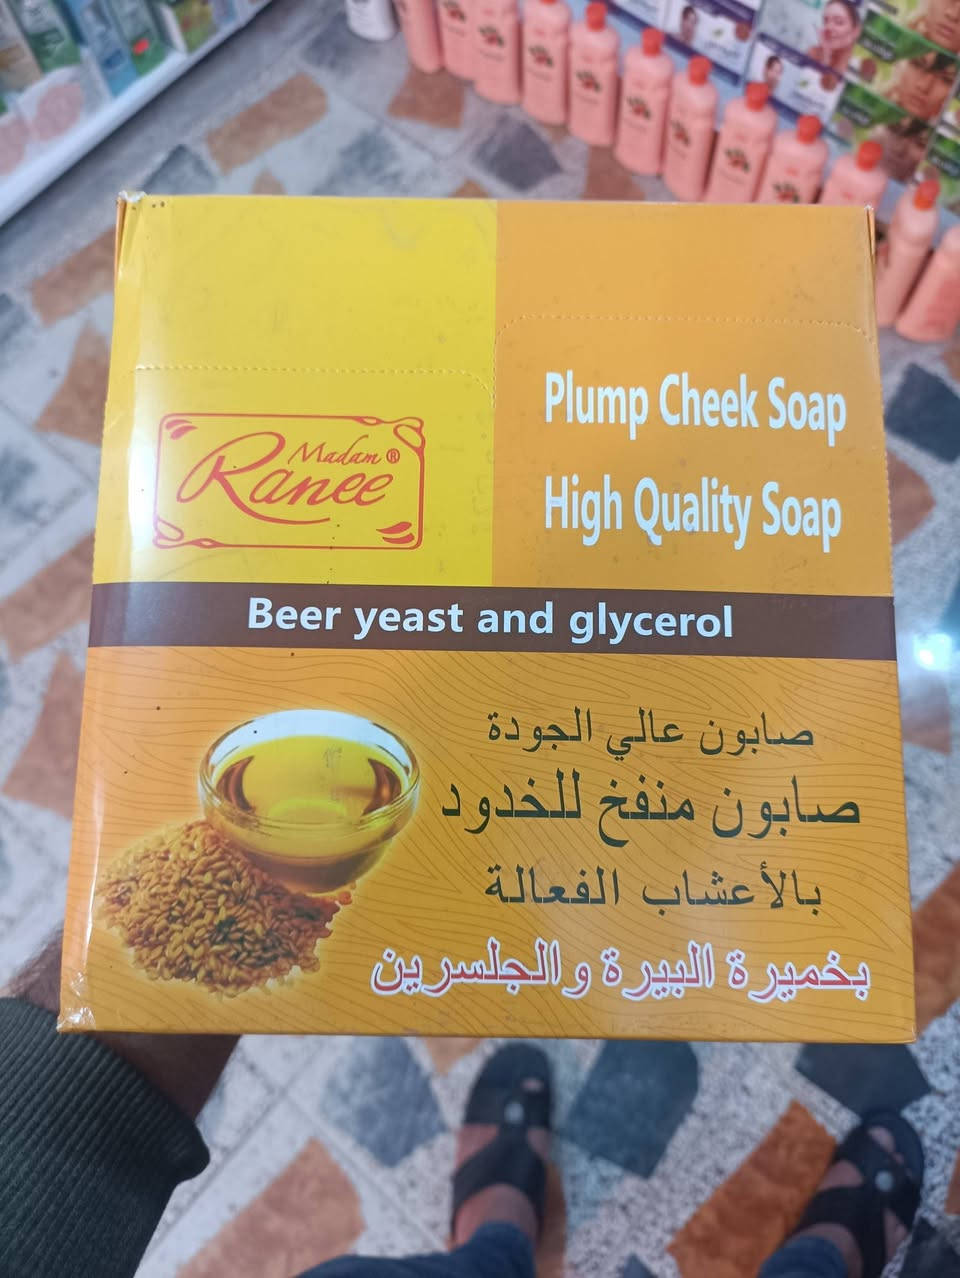 Madam ®
Ranee
Plump Cheek Soap
High Quality Soap
Beer yeast and glycerol
صابون عالي الجودة
صابون منفخ للخدود
بالأعشاب الفعالة
بخميرة البيرة والجلسرين